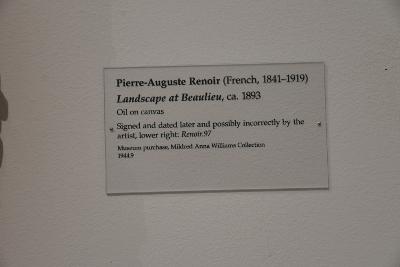 Pierre-Auguste Renoir (French, 1841–1919)
Landscape at Beaulieu, ca. 1893
Oil on canvas
Signed and dated later and possibly incorrectly by the
artist, lower right: Renoir.97
Museum purchase, Mildred Anna Williams Collection
1944.9